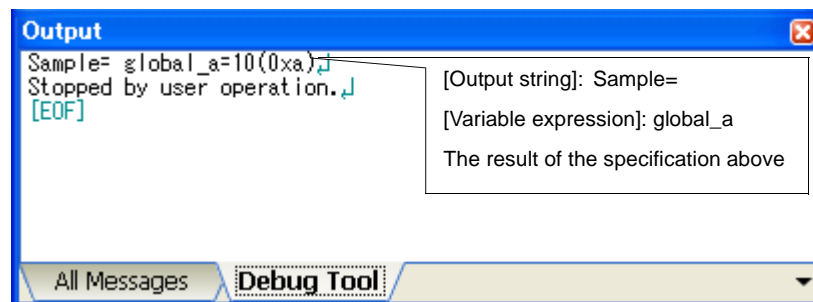 Output
Sample= global_a=10(0xa)↲
Stopped by user operation.↲
[EOF]
[Output string]: Sample=
[Variable expression]: global_a
The result of the specification above
All Messages
Debug Tool